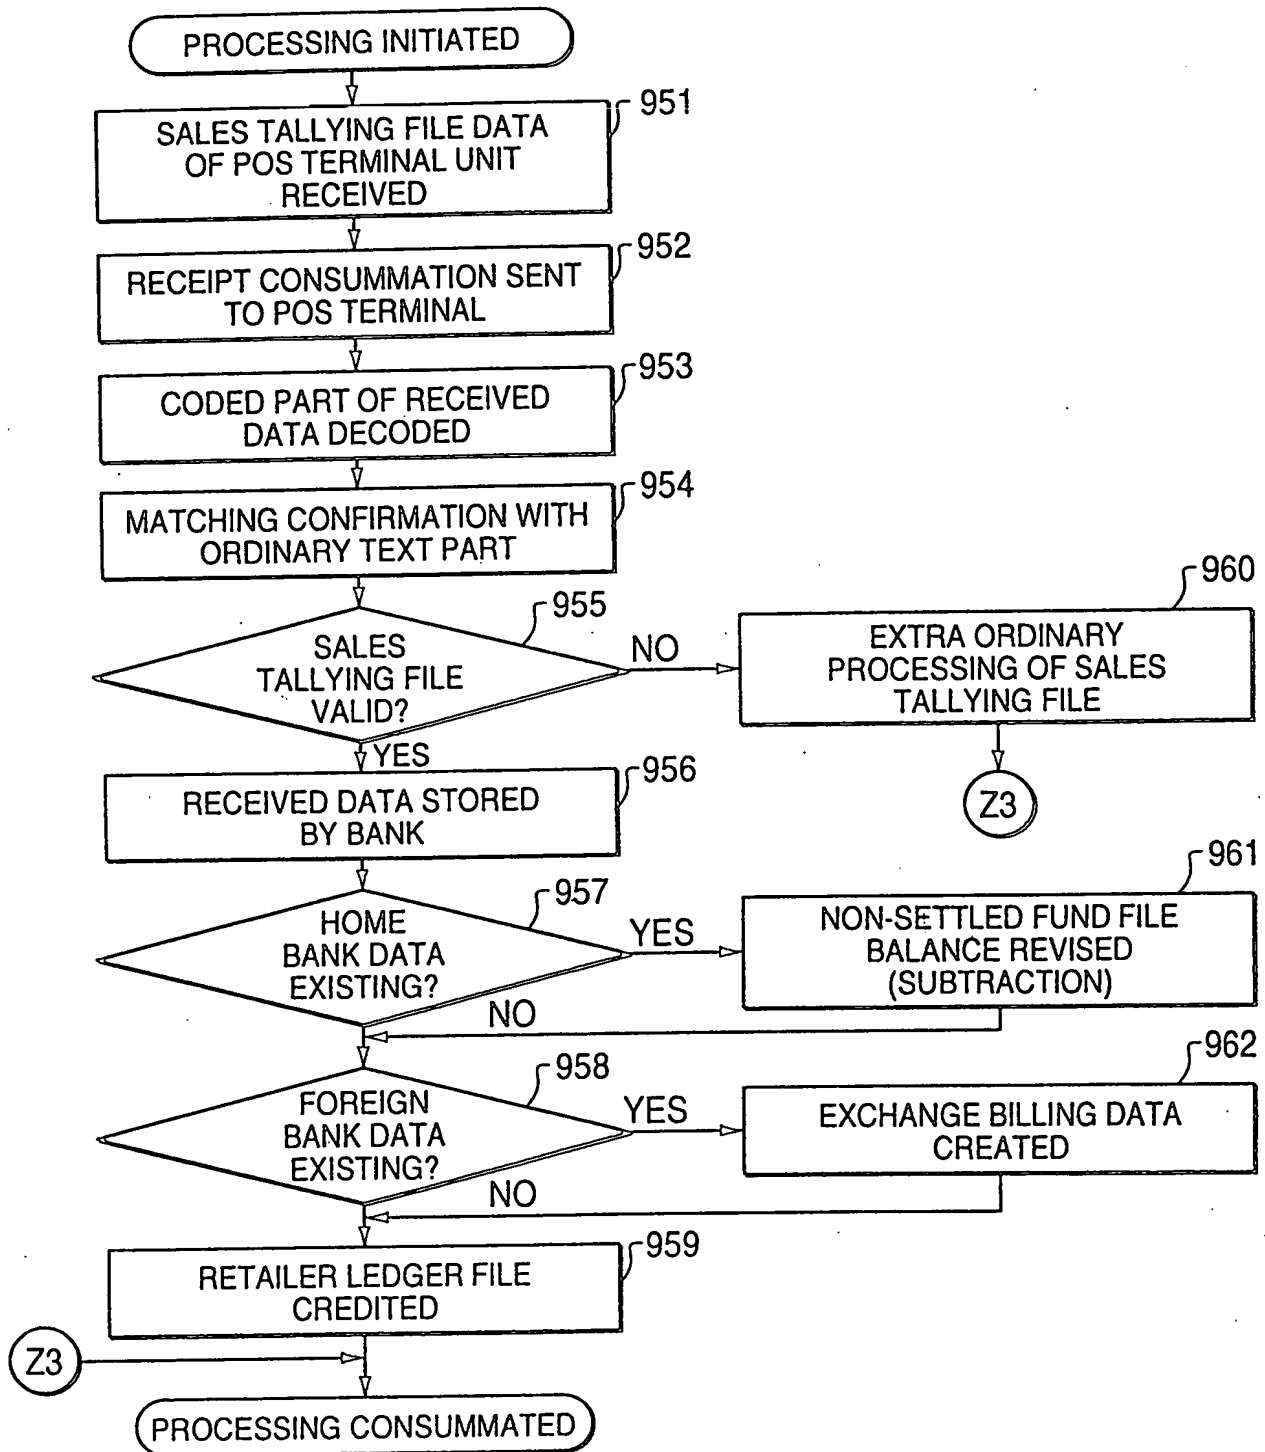 PROCESSING INITIATED
951
SALES TALLYING FILE DATA
OF POS TERMINAL UNIT
RECEIVED
952
RECEIPT CONSUMMATION SENT
TO POS TERMINAL
953
CODED PART OF RECEIVED
DATA DECODED
954
MATCHING CONFIRMATION WITH
ORDINARY TEXT PART
955
SALES
TALLYING FILE
VALID?
NO
960
EXTRA ORDINARY
PROCESSING OF SALES
TALLYING FILE
Z3
YES
956
RECEIVED DATA STORED
BY BANK
957
HOME
BANK DATA
EXISTING?
YES
961
NON-SETTLED FUND FILE
BALANCE REVISED
(SUBTRACTION)
NO
958
FOREIGN
BANK DATA
EXISTING?
YES
962
EXCHANGE BILLING DATA
CREATED
NO
959
RETAILER LEDGER FILE
CREDITED
Z3
PROCESSING CONSUMMATED